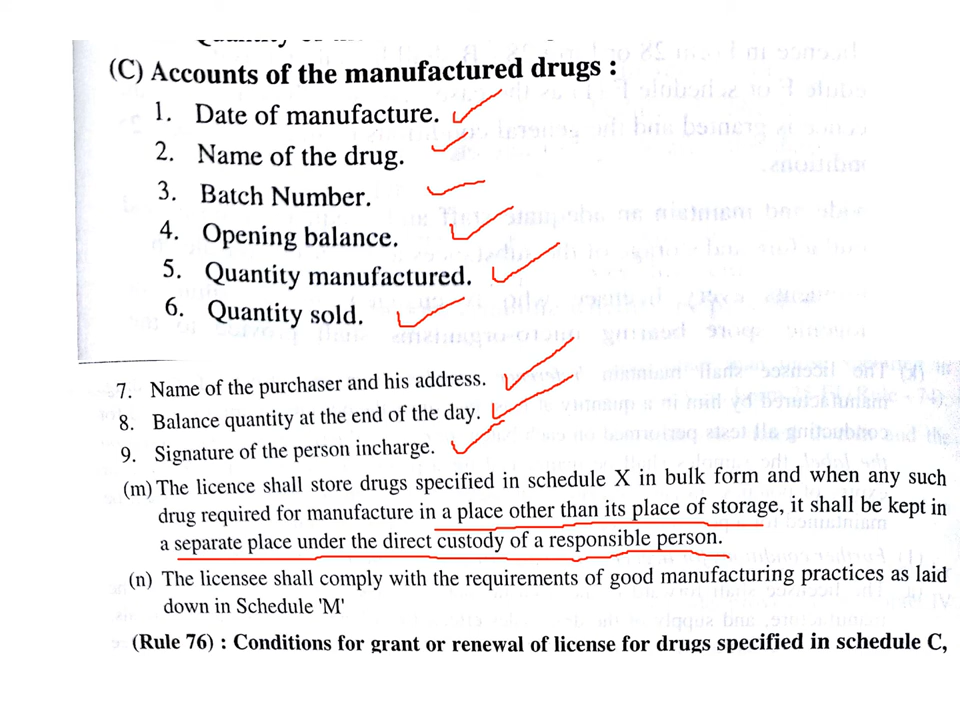 (C) Accounts of the manufactured drugs :
1. Date of manufacture.
2. Name of the drug.
3. Batch Number.
4. Opening balance.
5. Quantity manufactured.
6. Quantity sold.
7. Name of the purchaser and his address.
8. Balance quantity at the end of the day.
9. Signature of the person incharge.
(m) The licence shall store drugs specified in schedule X in bulk form and when any such
drug required for manufacture in a place other than its place of storage, it shall be kept in
a separate place under the direct custody of a responsible person.
(n) The licensee shall comply with the requirements of good manufacturing practices as laid
down in Schedule 'M'
(Rule 76) : Conditions for grant or renewal of license for drugs specified in schedule C,